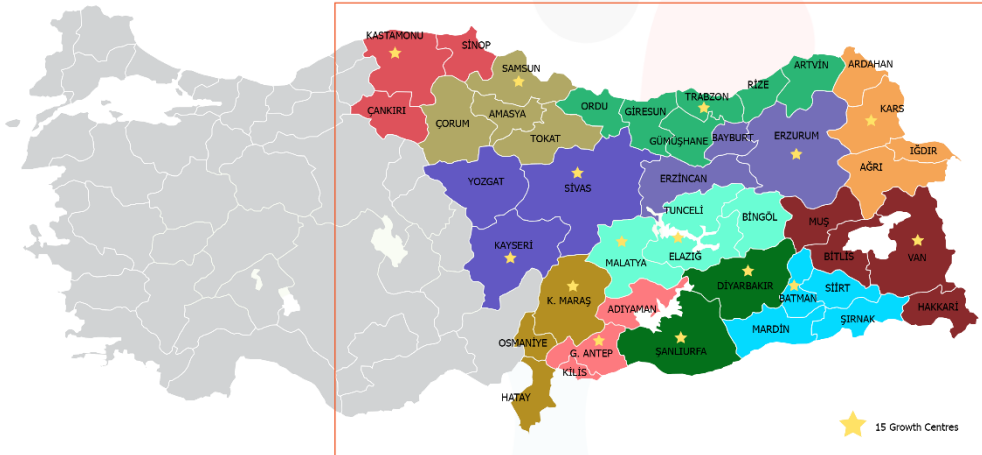 KASTAMONU
SİNOP
SAMSUN
ÇANKIRI
ÇORUM
AMASYA
TOKAT
ORDU
GİRESUN
TRABZON
RİZE
ARTVİN
ARDAHAN
KARS
GÜMÜŞHANE
BAYBURT
ERZURUM
IĞDIR
AĞRI
YOZGAT
SİVAS
ERZİNCAN
TUNCELİ
BİNGÖL
MUŞ
KAYSERİ
MALATYA
ELAZIĞ
BİTLİS
VAN
K. MARAŞ
ADIYAMAN
DİYARBAKIR
BATMAN
SİİRT
HAKKARİ
OSMANİYE
G. ANTEP
ŞANLIURFA
MARDİN
ŞIRNAK
KİLİS
HATAY
15 Growth Centres